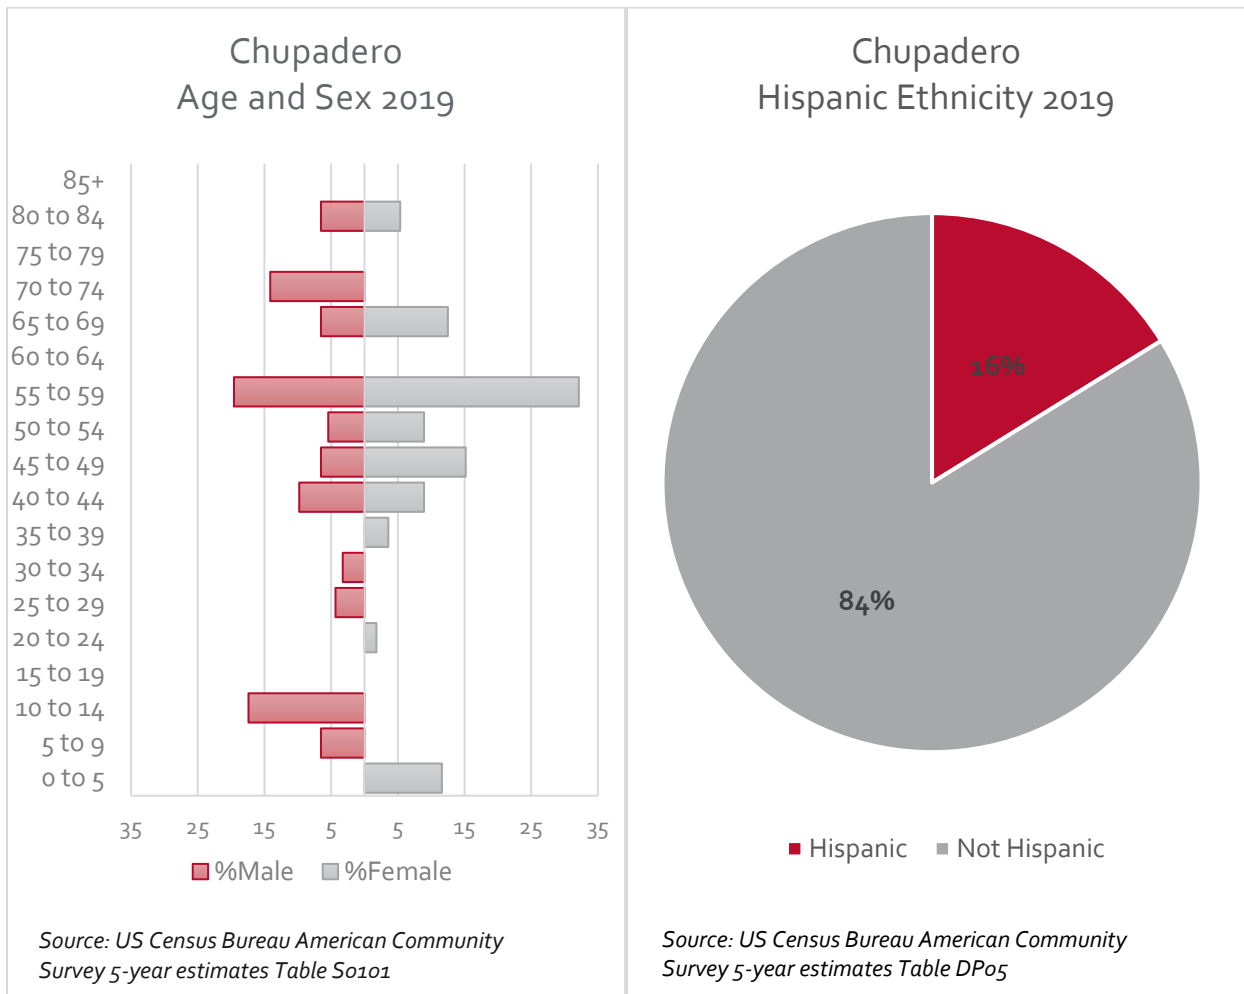 Chupadero
Age and Sex 2019
85+
80 to 84
75 to 79
70 to 74
65 to 69
60 to 64
55 to 59
50 to 54
45 to 49
40 to 44
35 to 39
30 to 34
25 to 29
20 to 24
15 to 19
10 to 14
5 to 9
0 to 5
35 25 15 5 5 15 25 35
%Male %Female
Source: US Census Bureau American Community
Survey 5-year estimates Table S0101
Chupadero
Hispanic Ethnicity 2019
16%
84%
Hispanic Not Hispanic
Source: US Census Bureau American Community
Survey 5-year estimates Table DP05